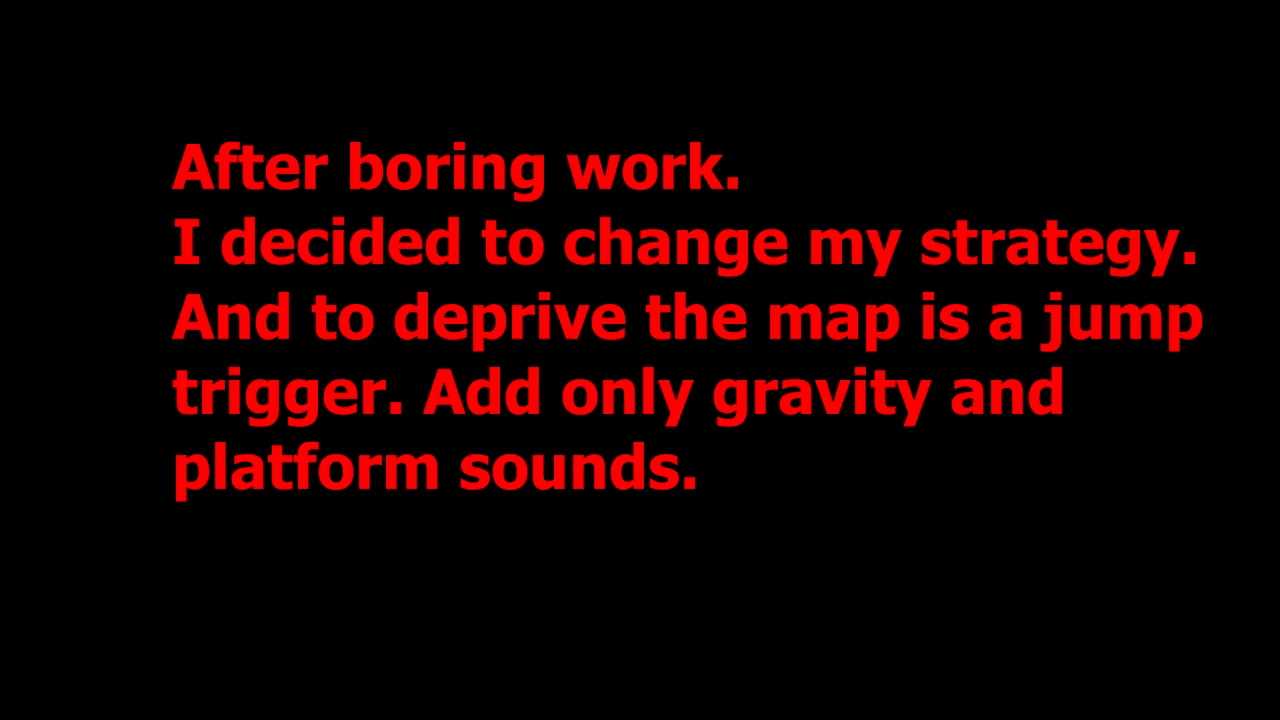 After boring work.
I decided to change my strategy.
And to deprive the map is a jump
trigger. Add only gravity and
platform sounds.